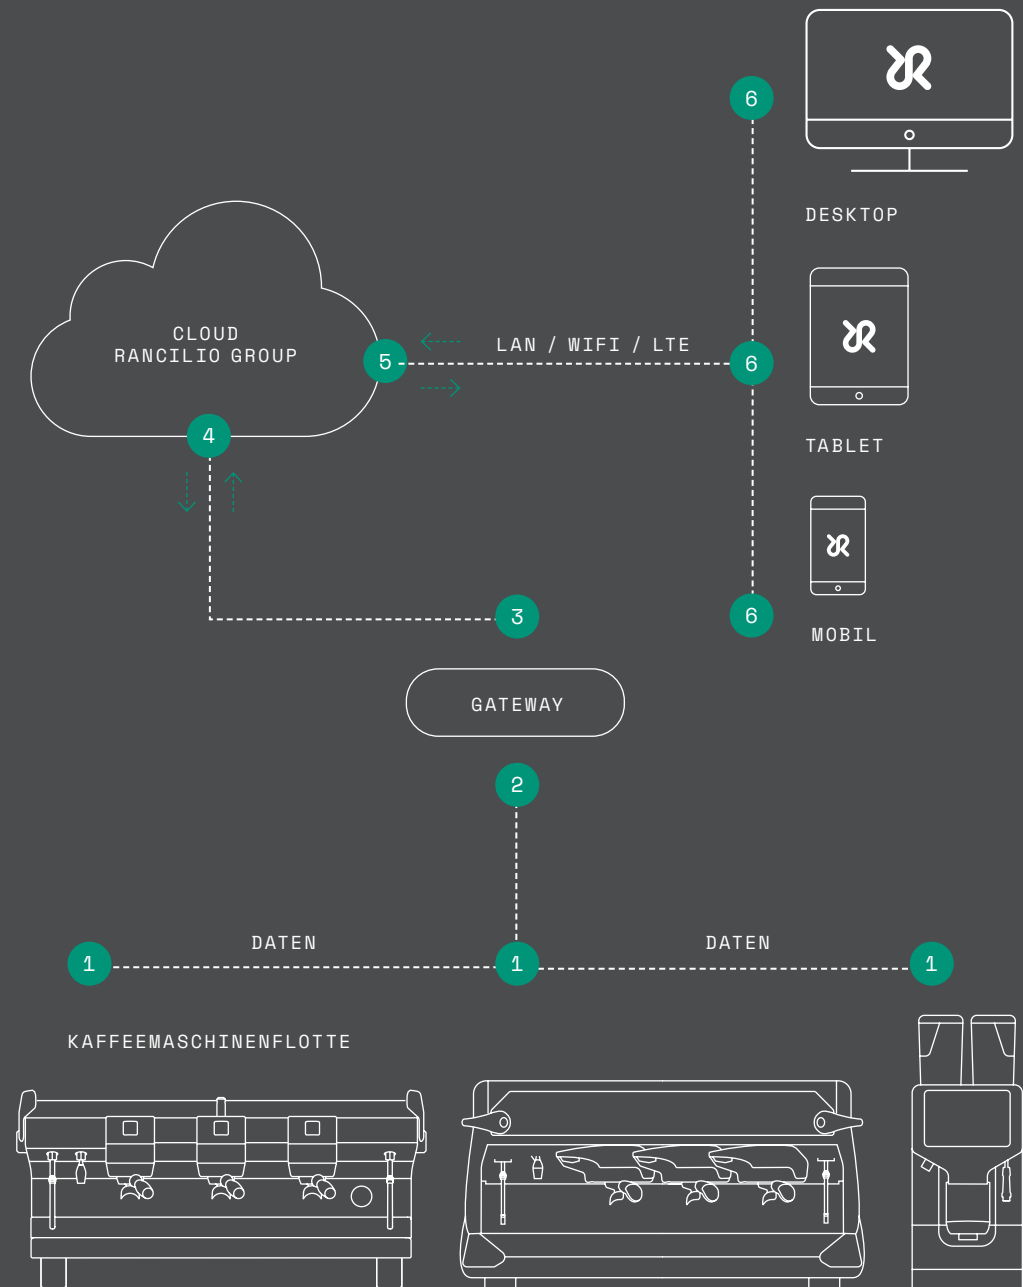 6
DESKTOP
CLOUD
RANCILIO GROUP
5
LAN / WIFI / LTE
6
4
TABLET
3
6
MOBIL
GATEWAY
2
DATEN
DATEN
1
1
1
KAFFEEMASCHINENFLOTTE